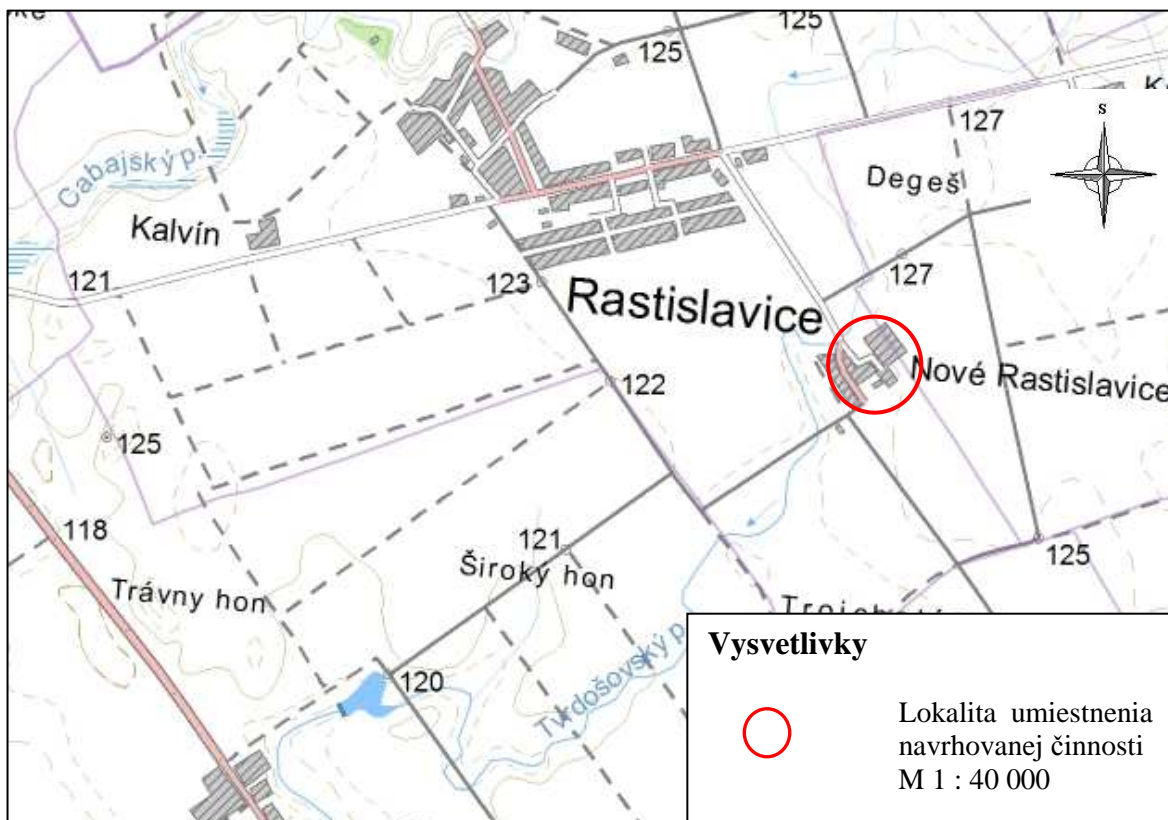 125
125
s
127
Cabajský p.
Degeš
Kalvín
121
123
127
Rastislavice
122
Nové Rastislavice
125
118
121
Široký hon
125
Trávny hon
120
Tvrdošovský p.
Vysvetlivky
Lokalita umiestnenia
navrhovanej činnosti
M 1 : 40 000